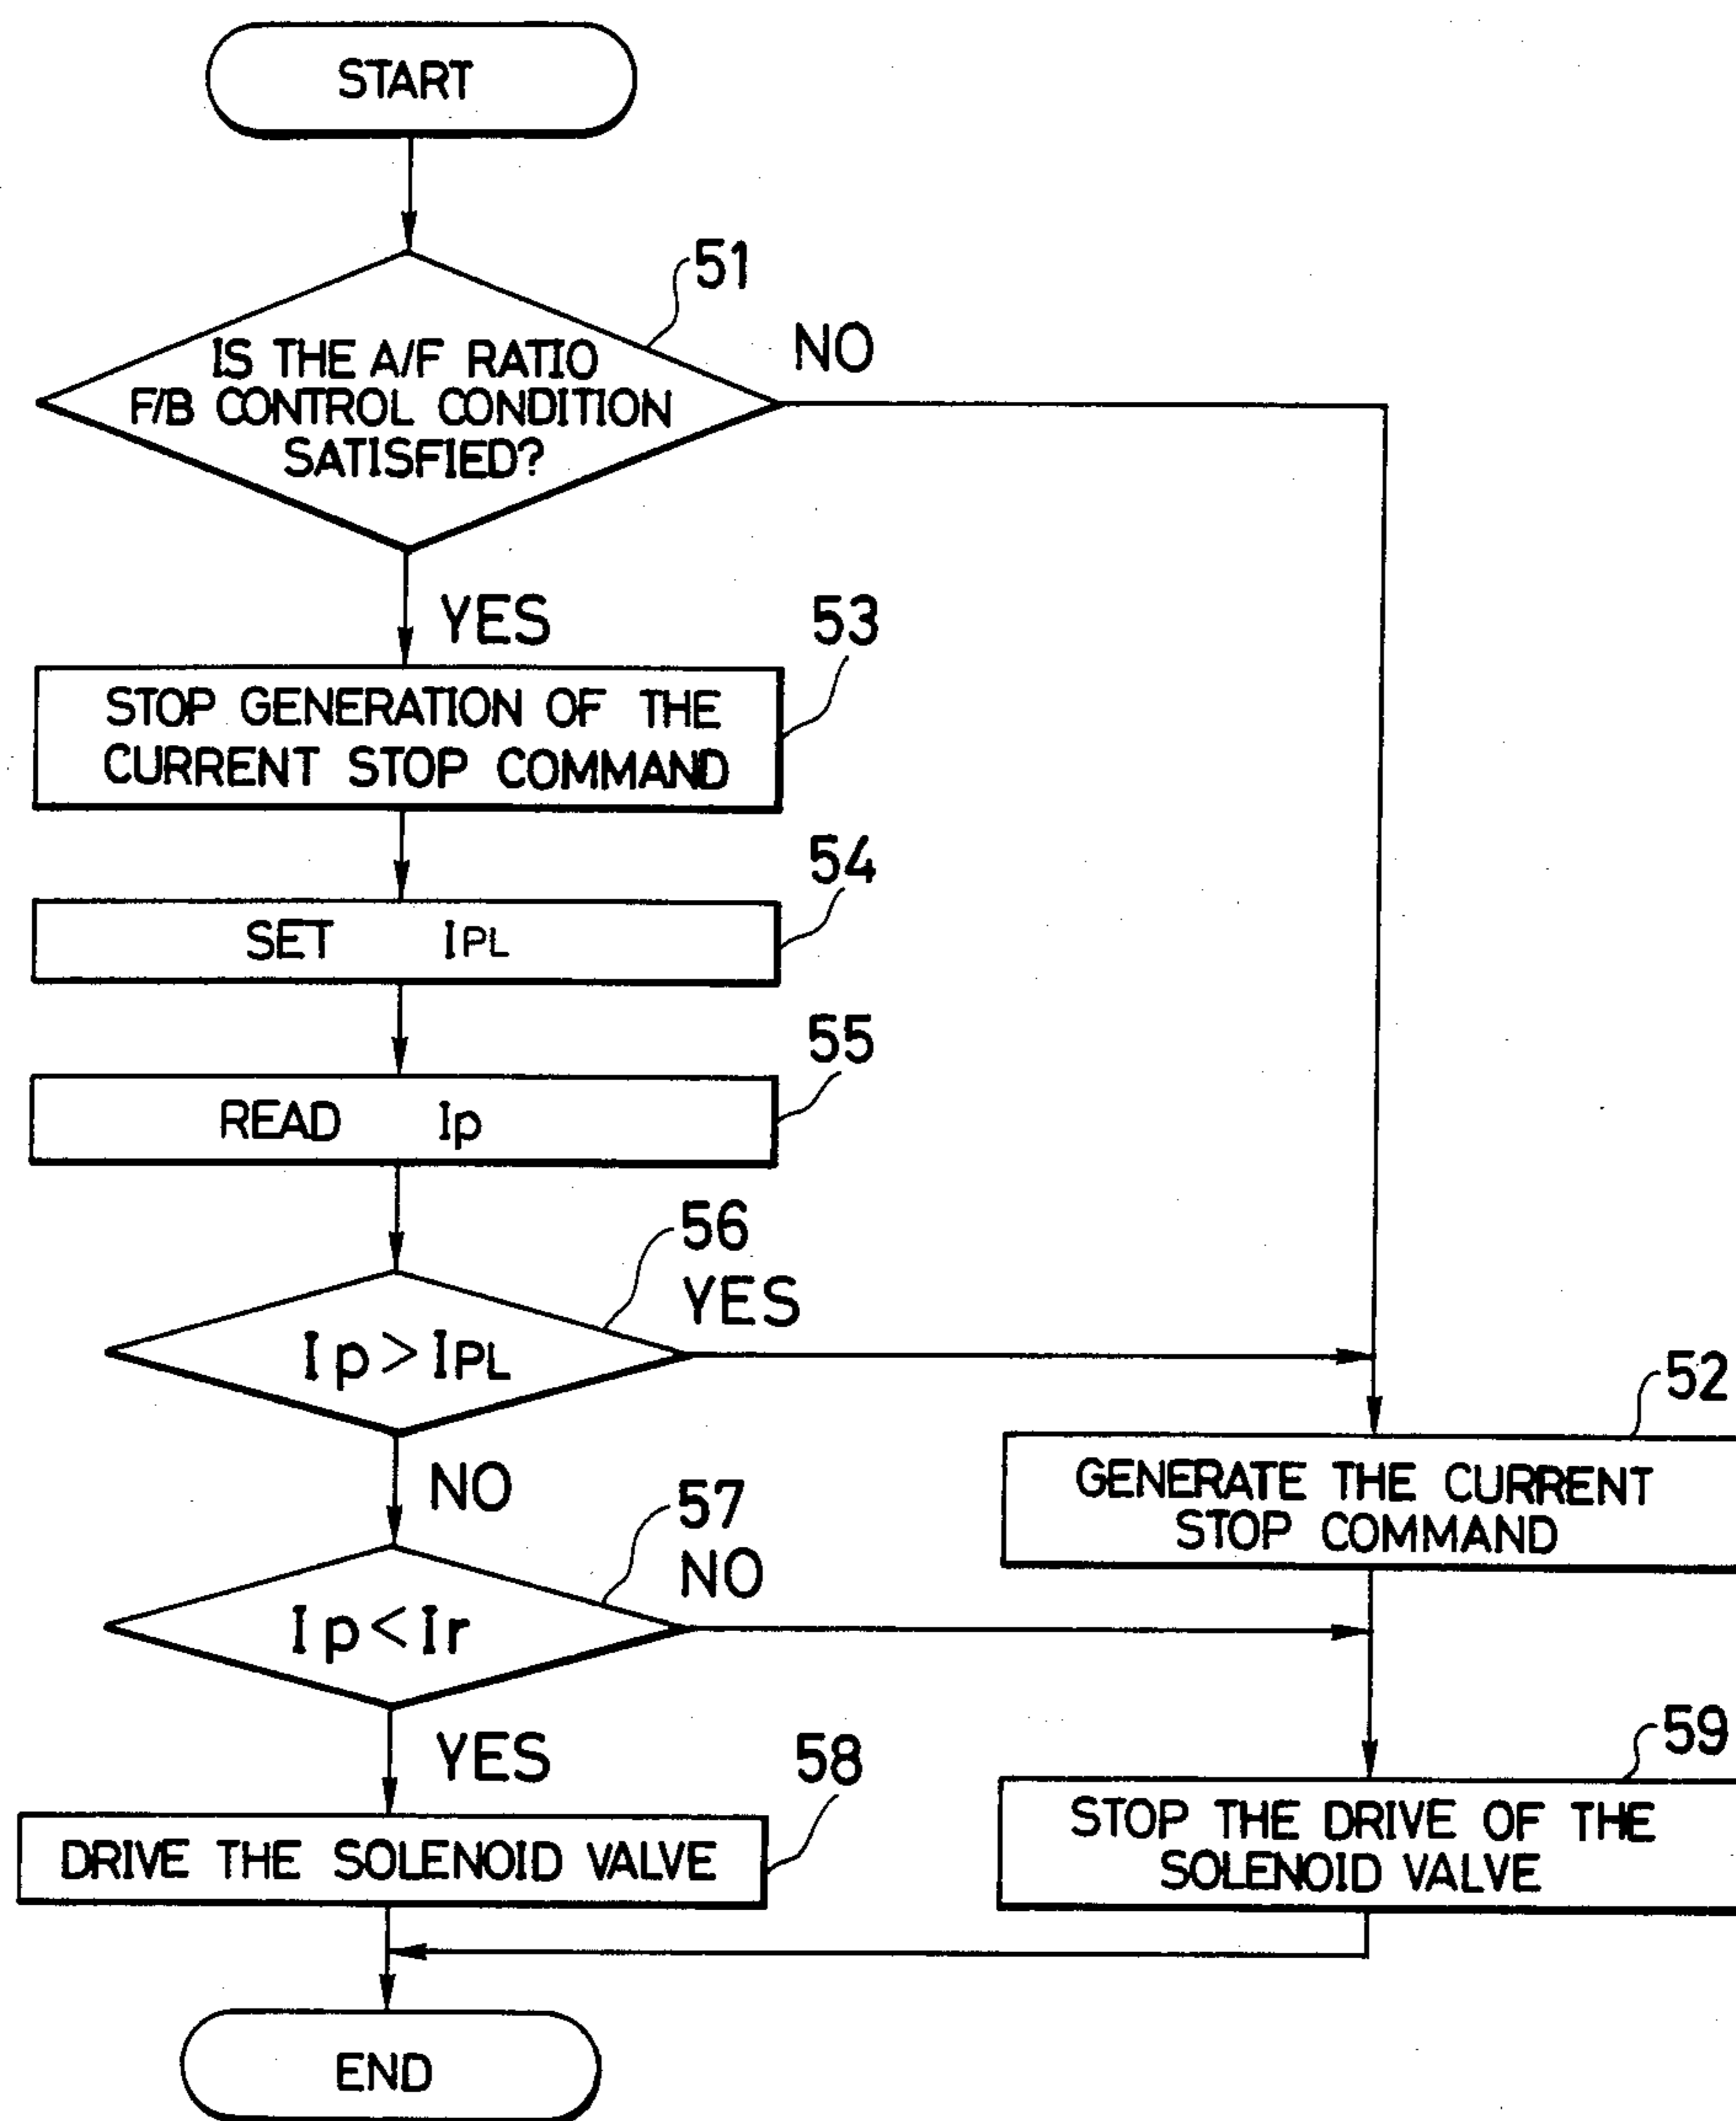 START
51
IS THE A/F RATIO
F/B CONTROL CONDITION
SATISFIED?
NO
YES
53
STOP GENERATION OF THE
CURRENT STOP COMMAND
54
SET IPL
55
READ Ip
56
YES
Ip>IPL
NO
52
GENERATE THE CURRENT
STOP COMMAND
57
NO
Ip<Ir
YES
58
DRIVE THE SOLENOID VALVE
59
STOP THE DRIVE OF THE
SOLENOID VALVE
END